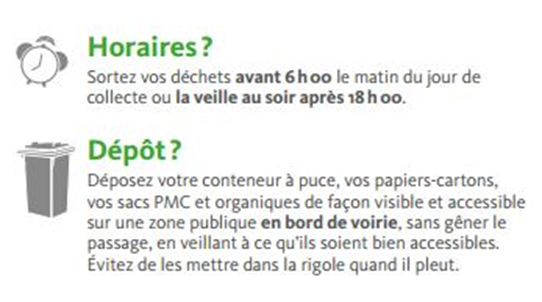 Horaires ?
Sortez vos déchets avant 6 h 00 le matin du jour de
collecte ou la veille au soir après 18 h 00.
Dépôt ?
Déposez votre conteneur à puce, vos papiers-cartons,
vos sacs PMC et organiques de façon visible et accessible
sur une zone publique en bord de voirie, sans gêner le
passage, en veillant à ce qu'ils soient bien accessibles.
Évitez de les mettre dans la rigole quand il pleut.